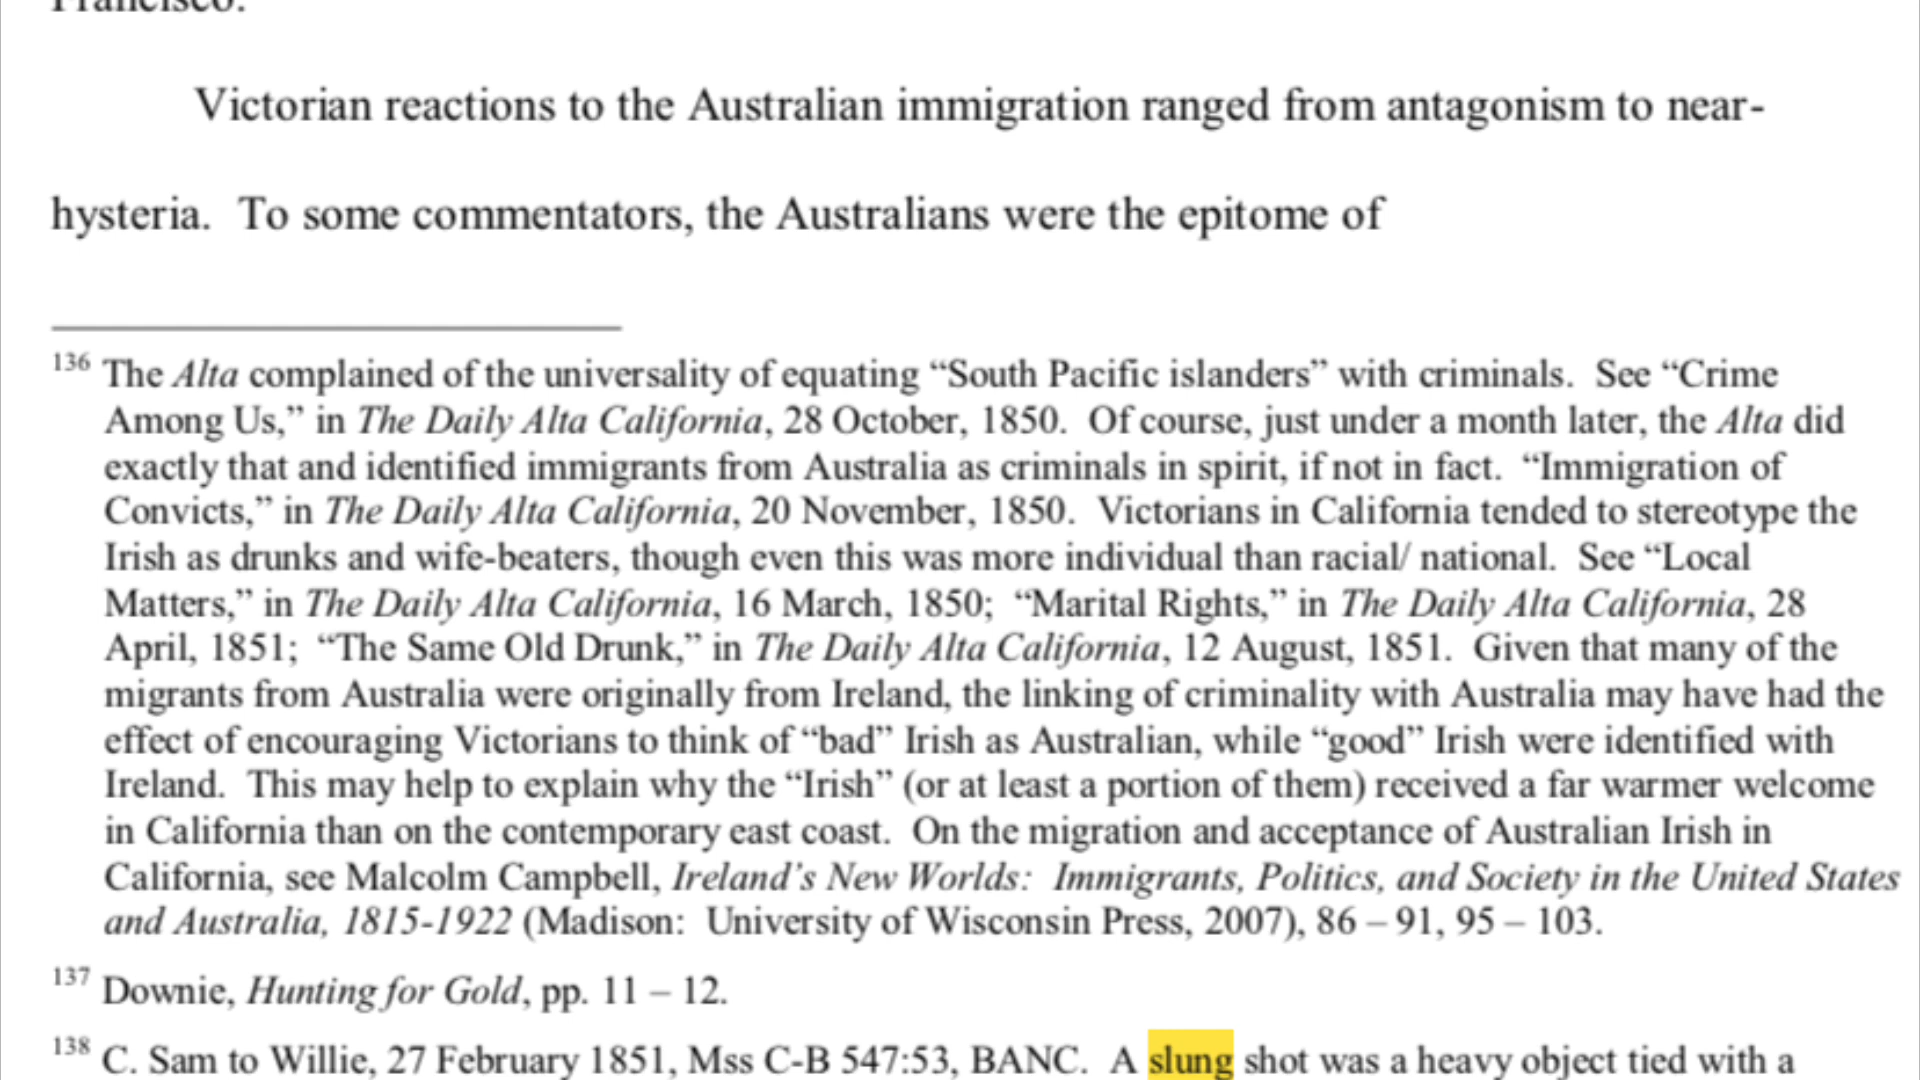 Francisco.
Victorian reactions to the Australian immigration ranged from antagonism to near-
hysteria.  To some commentators, the Australians were the epitome of
136 The Alta complained of the universality of equating “South Pacific islanders” with criminals.  See “Crime
Among Us,” in The Daily Alta California, 28 October, 1850.  Of course, just under a month later, the Alta did
exactly that and identified immigrants from Australia as criminals in spirit, if not in fact.  “Immigration of
Convicts,” in The Daily Alta California, 20 November, 1850.  Victorians in California tended to stereotype the
Irish as drunks and wife-beaters, though even this was more individual than racial/ national.  See “Local
Matters,” in The Daily Alta California, 16 March, 1850;  “Marital Rights,” in The Daily Alta California, 28
April, 1851;  “The Same Old Drunk,” in The Daily Alta California, 12 August, 1851.  Given that many of the
migrants from Australia were originally from Ireland, the linking of criminality with Australia may have had the
effect of encouraging Victorians to think of “bad” Irish as Australian, while “good” Irish were identified with
Ireland.  This may help to explain why the “Irish” (or at least a portion of them) received a far warmer welcome
in California than on the contemporary east coast.  On the migration and acceptance of Australian Irish in
California, see Malcolm Campbell, Ireland’s New Worlds:  Immigrants, Politics, and Society in the United States
and Australia, 1815-1922 (Madison:  University of Wisconsin Press, 2007), 86 – 91, 95 – 103.
137 Downie, Hunting for Gold, pp. 11 – 12.
138 C. Sam to Willie, 27 February 1851, Mss C-B 547:53, BANC.  A slung shot was a heavy object tied with a